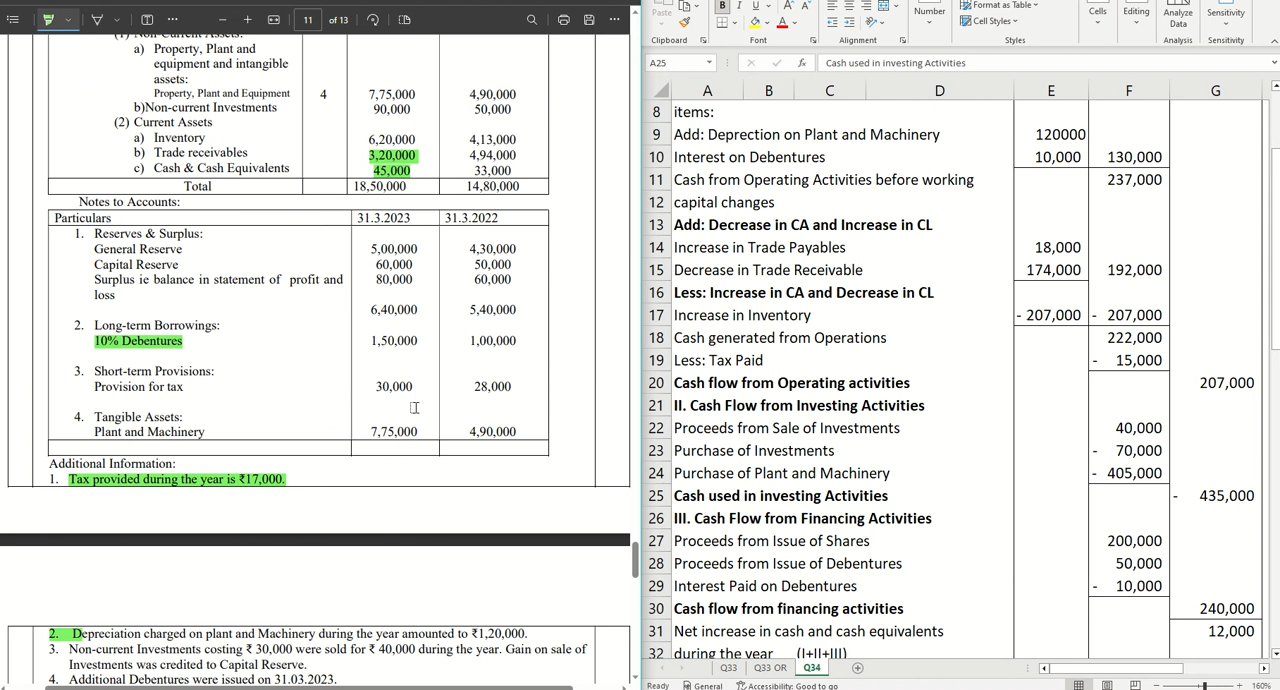 11 of 13
(1) Non-Current Assets:
a) Property, Plant and
equipment and intangible
assets:
Property, Plant and Equipment 4 7,75,000 4,90,000
b)Non-current Investments 90,000 50,000
(2) Current Assets
a) Inventory 6,20,000 4,13,000
b) Trade receivables 3,20,000 4,94,000
c) Cash & Cash Equivalents 45,000 33,000
Total 18,50,000 14,80,000
Notes to Accounts:
Particulars 31.3.2023 31.3.2022
1. Reserves & Surplus:
General Reserve 5,00,000 4,30,000
Capital Reserve 60,000 50,000
Surplus ie balance in statement of profit and 80,000 60,000
loss
6,40,000 5,40,000
2. Long-term Borrowings:
10% Debentures 1,50,000 1,00,000
3. Short-term Provisions:
Provision for tax 30,000 28,000
4. Tangible Assets:
Plant and Machinery 7,75,000 4,90,000
Additional Information:
1. Tax provided during the year is ₹17,000.
2. Depreciation charged on plant and Machinery during the year amounted to ₹1,20,000.
3. Non-current Investments costing ₹ 30,000 were sold for ₹ 40,000 during the year. Gain on sale of
Investments was credited to Capital Reserve.
4. Additional Debentures were issued on 31.03.2023.
Paste B I U A A Number Format as Table Cells Editing Analyze Sensitivity
Cell Styles Data
Clipboard Font Alignment Styles Analysis Sensitivity
A25 fx Cash used in investing Activities
A B C D E F G
8 items:
9 Add: Deprection on Plant and Machinery 120000
10 Interest on Debentures 10,000 130,000
11 Cash from Operating Activities before working 237,000
12 capital changes
13 Add: Decrease in CA and Increase in CL
14 Increase in Trade Payables 18,000
15 Decrease in Trade Receivable 174,000 192,000
16 Less: Increase in CA and Decrease in CL
17 Increase in Inventory - 207,000 - 207,000
18 Cash generated from Operations 222,000
19 Less: Tax Paid - 15,000
20 Cash flow from Operating activities 207,000
21 II. Cash Flow from Investing Activities
22 Proceeds from Sale of Investments 40,000
23 Purchase of Investments - 70,000
24 Purchase of Plant and Machinery - 405,000
25 Cash used in investing Activities - 435,000
26 III. Cash Flow from Financing Activities
27 Proceeds from Issue of Shares 200,000
28 Proceeds from Issue of Debentures 50,000
29 Interest Paid on Debentures - 10,000
30 Cash flow from financing activities 240,000
31 Net increase in cash and cash equivalents 12,000
32 during the year (I+II+III)
Q33 Q33 OR Q34
Ready General Accessibility: Good to go 160%